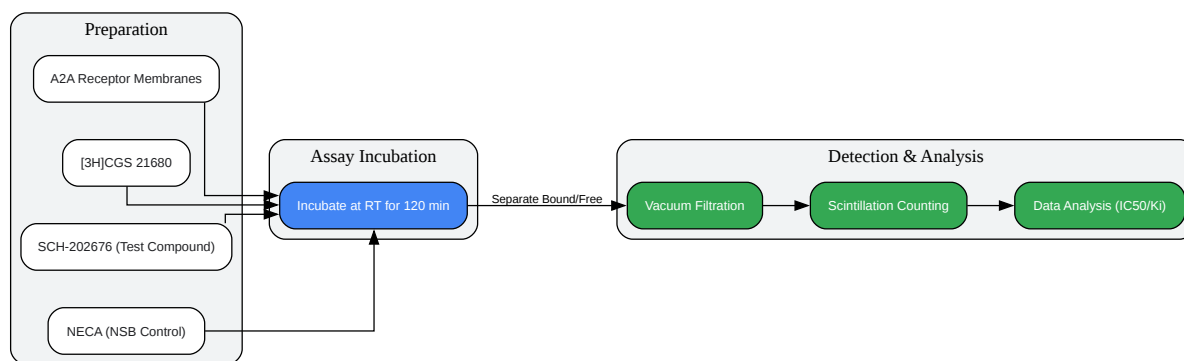 Preparation
A2A Receptor Membranes
[3H]CGS 21680
SCH-202676 (Test Compound)
NECA (NSB Control)
Assay Incubation
Incubate at RT for 120 min
Separate Bound/Free
Detection & Analysis
Vacuum Filtration
Scintillation Counting
Data Analysis (IC50/Ki)